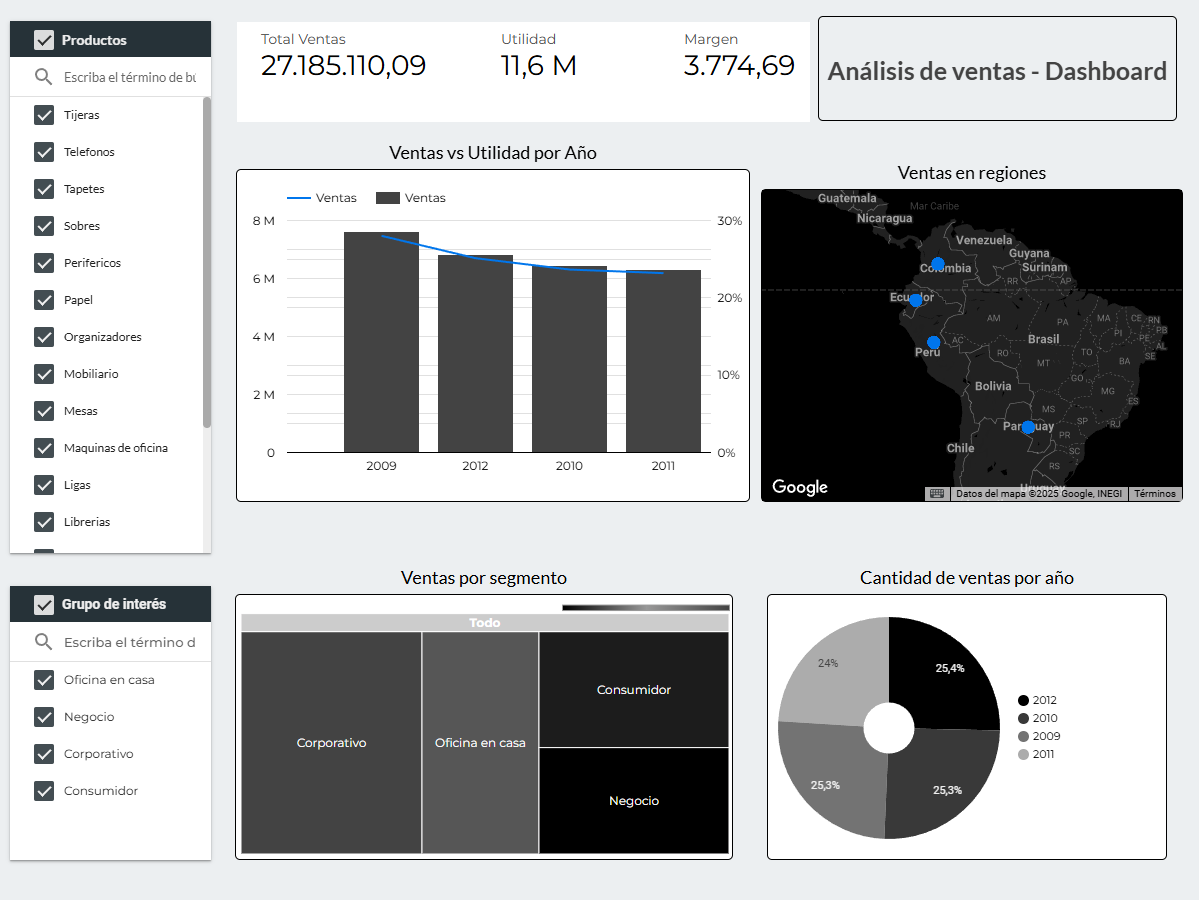 Productos
Escriba el término de bú
Tijeras
Telefonos
Tapetes
Sobres
Perifericos
Papel
Organizadores
Mobiliario
Mesas
Maquinas de oficina
Ligas
Librerias
Grupo de interés
Escriba el término d
Oficina en casa
Negocio
Corporativo
Consumidor
Total Ventas
27.185.110,09
Utilidad
11,6 M
Margen
3.774,69
Análisis de ventas - Dashboard
Ventas vs Utilidad por Año
Ventas
Ventas
8 M
6 M
4 M
2 M
0
30%
20%
10%
0%
2009
2012
2010
2011
Ventas en regiones
Guatemala
Mar Caribe
Nicaragua
Venezuela
Guyana
Colombia
Surinam
RR
AP
Ecuador
AM
PA
MA
CE
RN
PB
PI
PE
AL
Perú
AC
Brasil
RO
TO
SE
MT
BA
Bolivia
GO
MG
MS
ES
Paraguay
SP
RJ
PR
Chile
SC
RS
Uruguay
Google
Datos del mapa ©2025 Google, INEGI
Términos
Ventas por segmento
Todo
Corporativo
Oficina en casa
Consumidor
Negocio
Cantidad de ventas por año
24%
25,4%
25,3%
25,3%
2012
2010
2009
2011